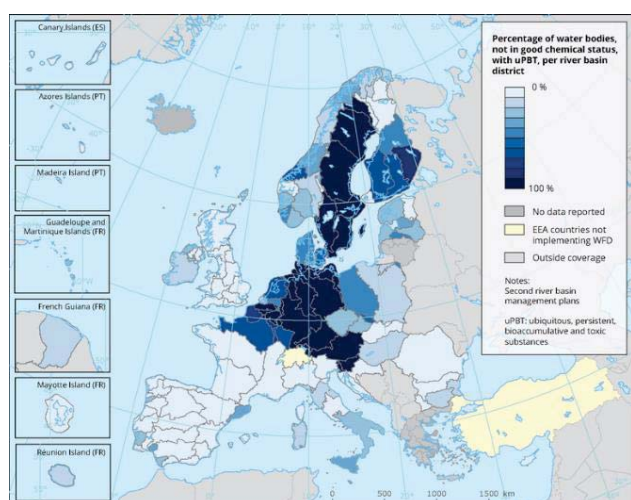 Canary Islands (ES)
Azores Islands (PT)
Madeira Island (PT)
Guadeloupe and
Martinique Islands (FR)
French Guiana (FR)
Mayotte Island (FR)
Réunion Island (FR)
Percentage of water bodies,
not in good chemical status,
with uPBT, per river basin
district
0 %
100 %
No data reported
EEA countries not
implementing WFD
Outside coverage
Notes:
Second river basin
management plans
uPBT: ubiquitous, persistent,
bioaccumulative and toxic
substances
0 500 1000 1500 km